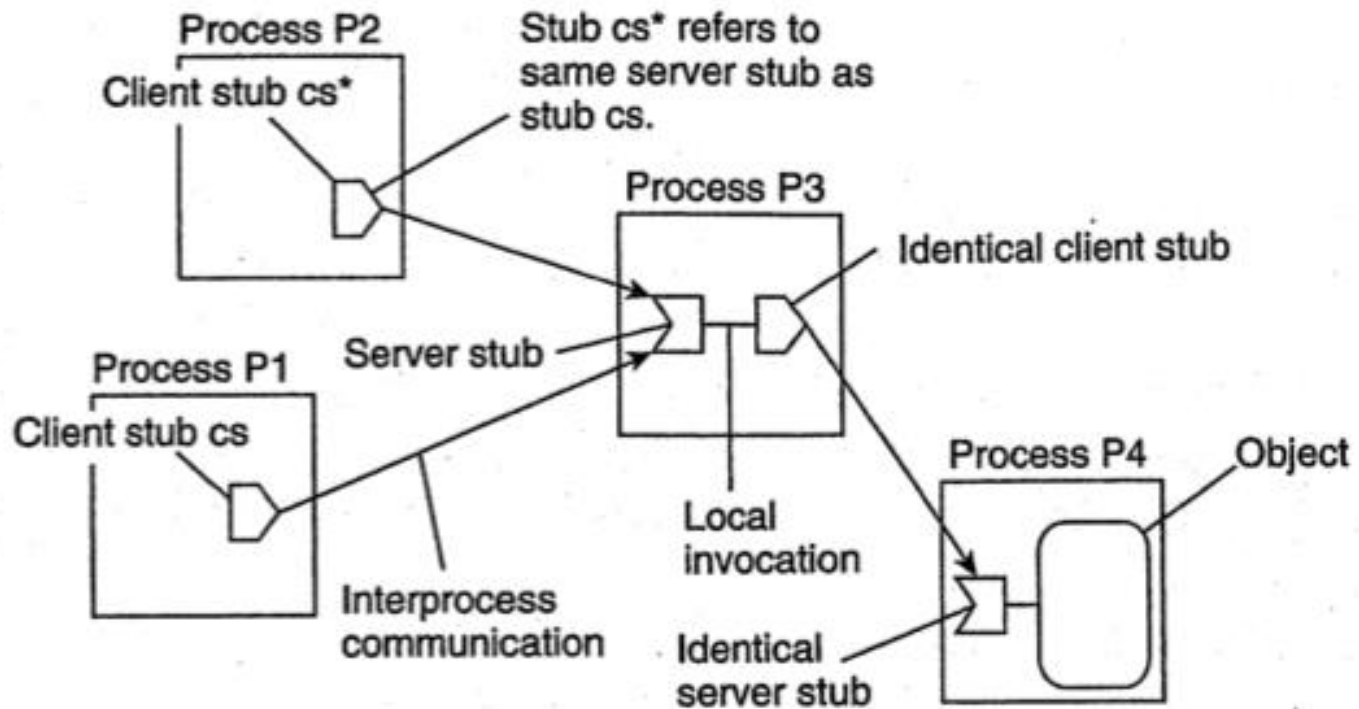 Process P2
Client stub cs*
Stub cs* refers to
same server stub as
stub cs.
Process P3
Identical client stub
Server stub
Process P1
Client stub cs
Interprocess
communication
Local
invocation
Process P4
Object
Identical
server stub